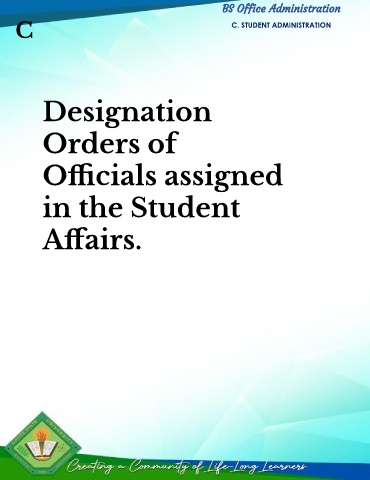 BS Office Administration
C. STUDENT ADMINISTRATION
C
Designation
Orders of
Officials assigned
in the Student
Affairs.
Creating a Community of Life-Long Learners